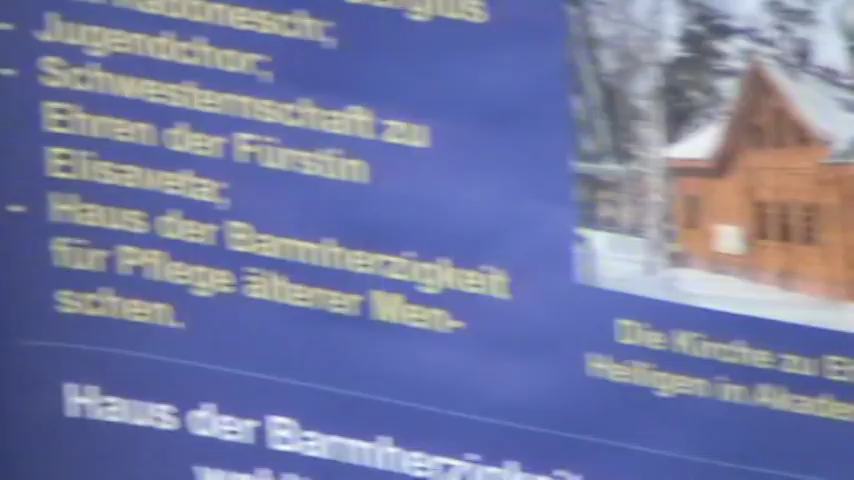 - Jugendchor;
- Schwesternschaft zu
Ehren der Fürstin
Elisaveta;
- Haus der Barmherzigkeit
für Pflege älterer Men-
schen.
Die Kirche zu
Heiligen in
Haus der Barmherzigkeit